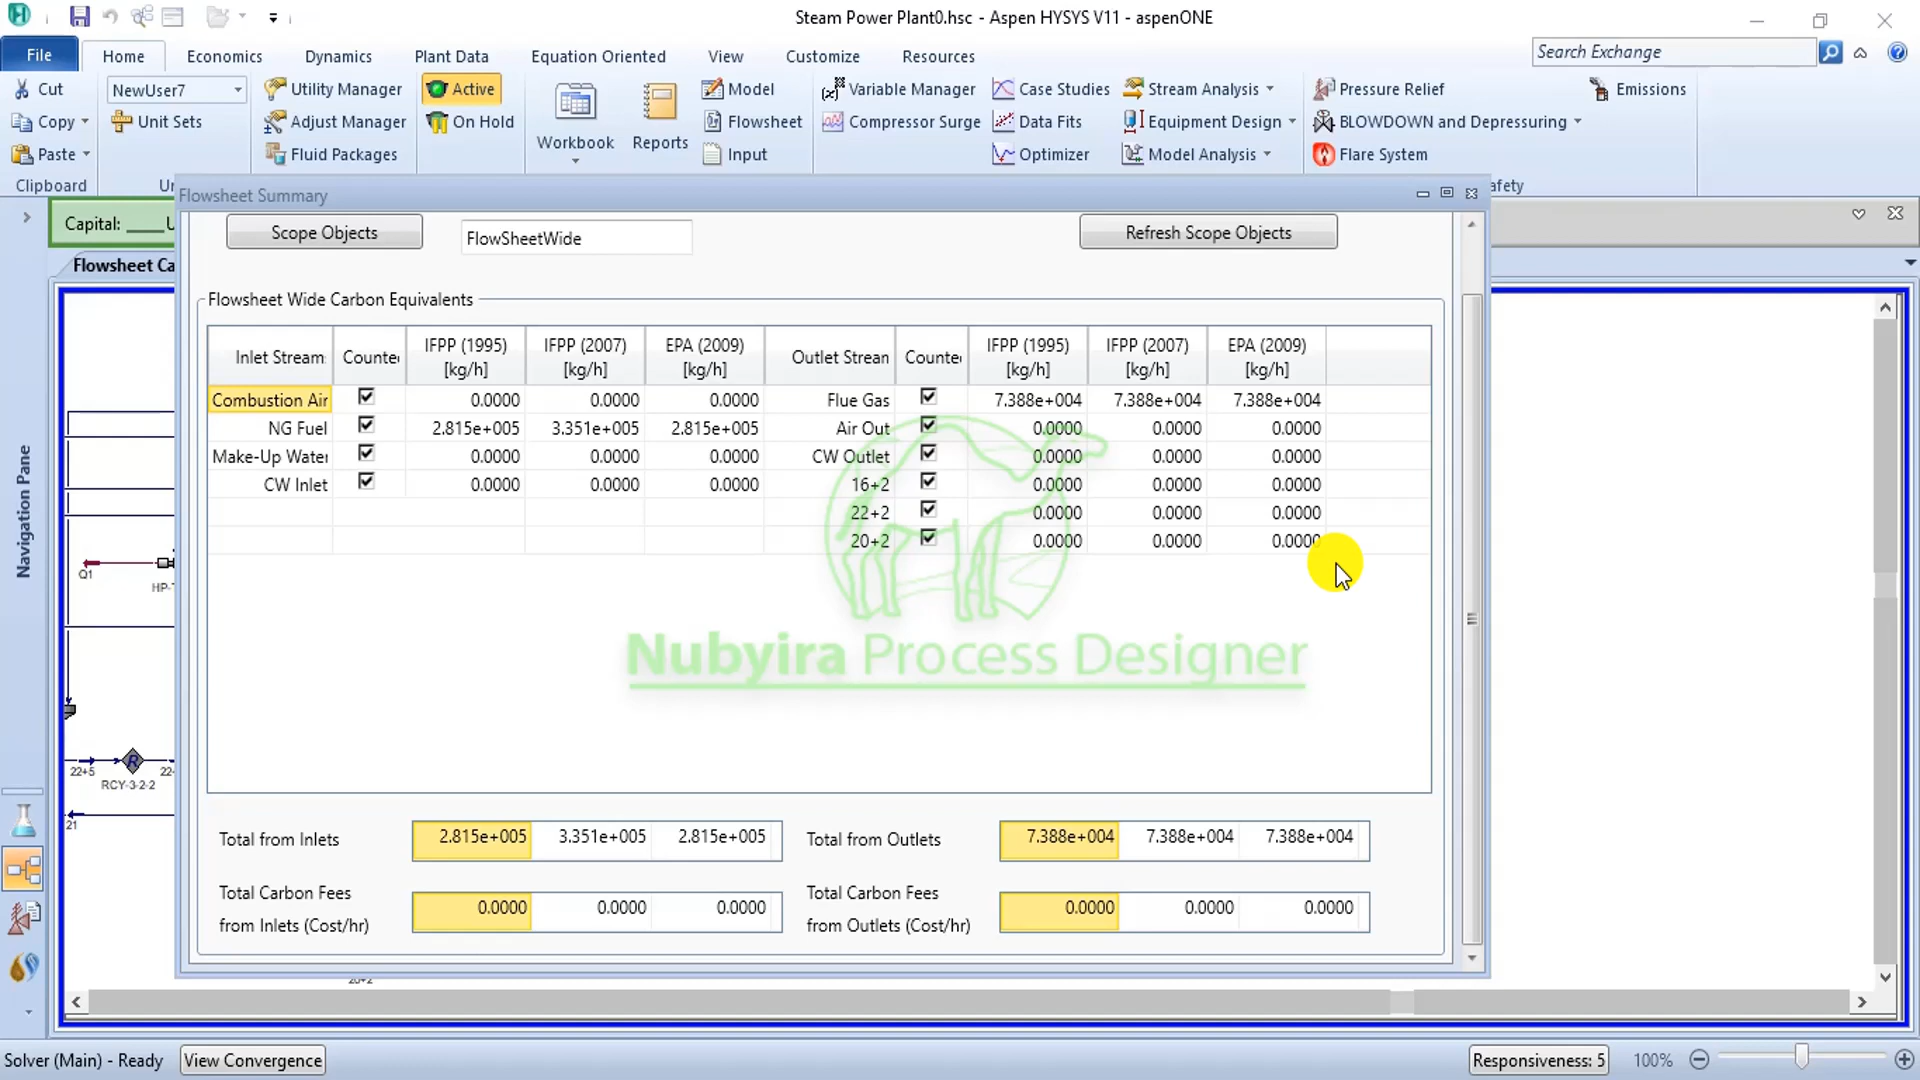 Steam Power Plant0.hsc - Aspen HYSYS V11 - aspenONE
File Home Economics Dynamics Plant Data Equation Oriented View Customize Resources Search Exchange
Cut NewUser7 Utility Manager Active Model Variable Manager Case Studies Stream Analysis Pressure Relief Emissions
Copy Unit Sets Adjust Manager On Hold Workbook Reports Flowsheet Compressor Surge Data Fits Equipment Design BLOWDOWN and Depressuring
Paste Fluid Packages Input Optimizer Model Analysis Flare System
Clipboard Ur afety
Flowsheet Summary
Capital: ____U
Scope Objects FlowSheetWide Refresh Scope Objects
Flowsheet Ca
Flowsheet Wide Carbon Equivalents
Inlet Stream Counte IFPP (1995) [kg/h] IFPP (2007) [kg/h] EPA (2009) [kg/h] Outlet Strean Counte IFPP (1995) [kg/h] IFPP (2007) [kg/h] EPA (2009) [kg/h]
Combustion Air 0.0000 0.0000 0.0000 Flue Gas 7.388e+004 7.388e+004 7.388e+004
NG Fuel 2.815e+005 3.351e+005 2.815e+005 Air Out 0.0000 0.0000 0.0000
Make-Up Water 0.0000 0.0000 0.0000 CW Outlet 0.0000 0.0000 0.0000
CW Inlet 0.0000 0.0000 0.0000 16+2 0.0000 0.0000 0.0000
22+2 0.0000 0.0000 0.0000
20+2 0.0000 0.0000 0.0000
Navigation Pane
Q1
HP-T
Nubyira Process Designer
22+5 22+
RCY-3-2-2
21
Total from Inlets 2.815e+005 3.351e+005 2.815e+005 Total from Outlets 7.388e+004 7.388e+004 7.388e+004
Total Carbon Fees from Inlets (Cost/hr) 0.0000 0.0000 0.0000 Total Carbon Fees from Outlets (Cost/hr) 0.0000 0.0000 0.0000
20+2
Solver (Main) - Ready View Convergence Responsiveness: 5 100%